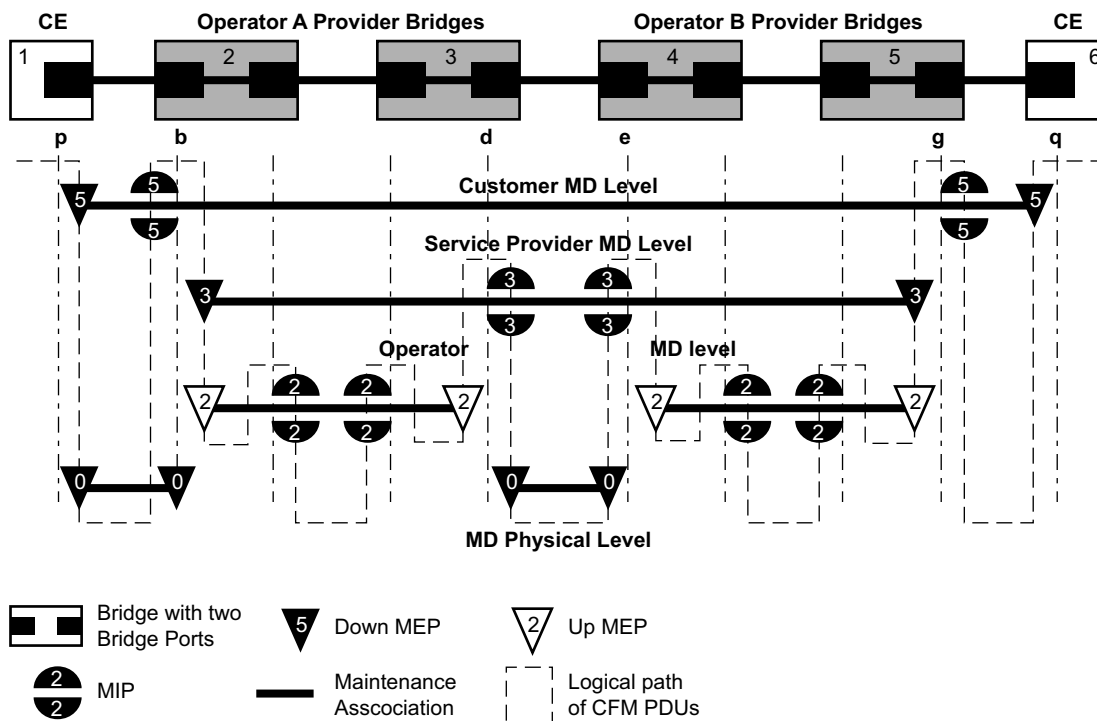 CE Operator A Provider Bridges Operator B Provider Bridges CE
1 2 3 4 5 6
p b d e g q
5 5 5 5
Customer MD Level
5 5
Service Provider MD Level
3 3
3 3
3 3
Operator MD level
2 2 2 2
2 2 2 2
2 2 2 2
0 0 0 0
MD Physical Level
Bridge with two
Bridge Ports
5 Down MEP
2 Up MEP
2
2
MIP
Maintenance
Asscociation
Logical path
of CFM PDUs